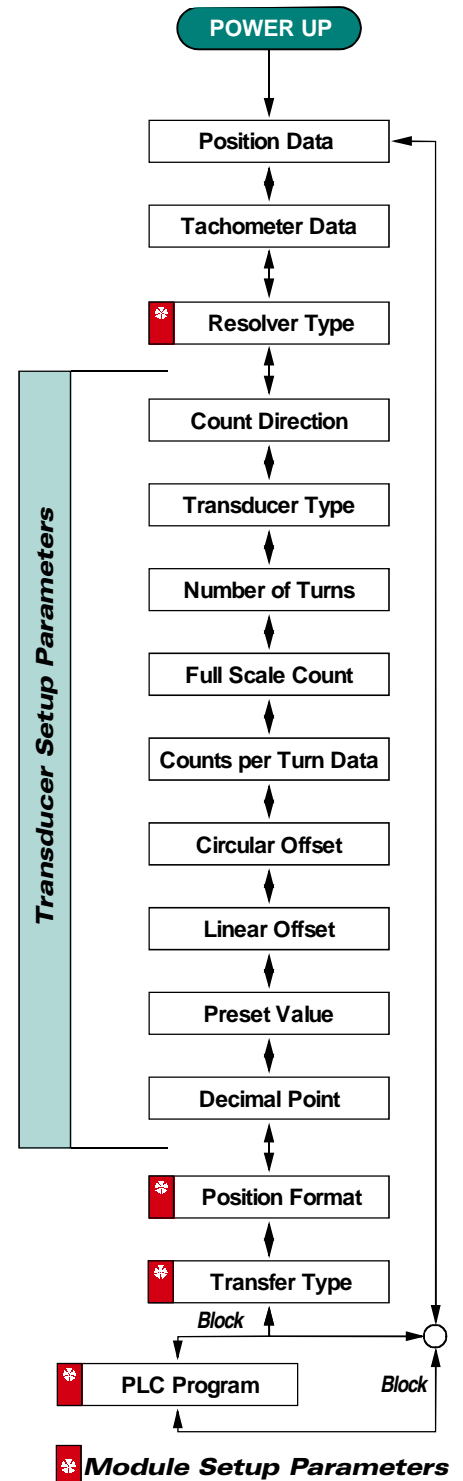 POWER UP
Position Data
Tachometer Data
Resolver Type
Transducer Setup Parameters
Count Direction
Transducer Type
Number of Turns
Full Scale Count
Counts per Turn Data
Circular Offset
Linear Offset
Preset Value
Decimal Point
Position Format
Transfer Type
Block
PLC Program
Block
Module Setup Parameters